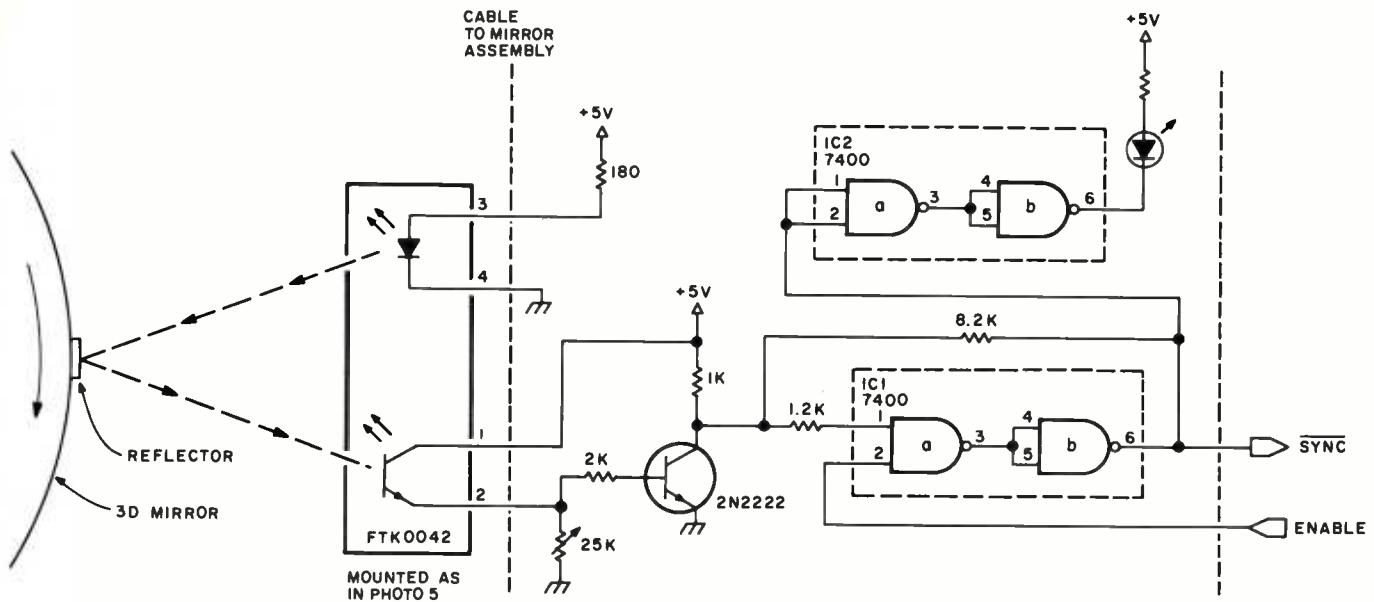 CABLE
TO MIRROR
ASSEMBLY
+5V
180
3
4
REFLECTOR
3D MIRROR
1
2
FTK0042
MOUNTED AS
IN PHOTO 5
2K
25K
+5V
1K
2N2222
1.2K
8.2K
IC2
7400
1
2
a
3
4
5
b
6
+5V
IC1
7400
1
2
a
3
4
5
b
6
SYNC
ENABLE